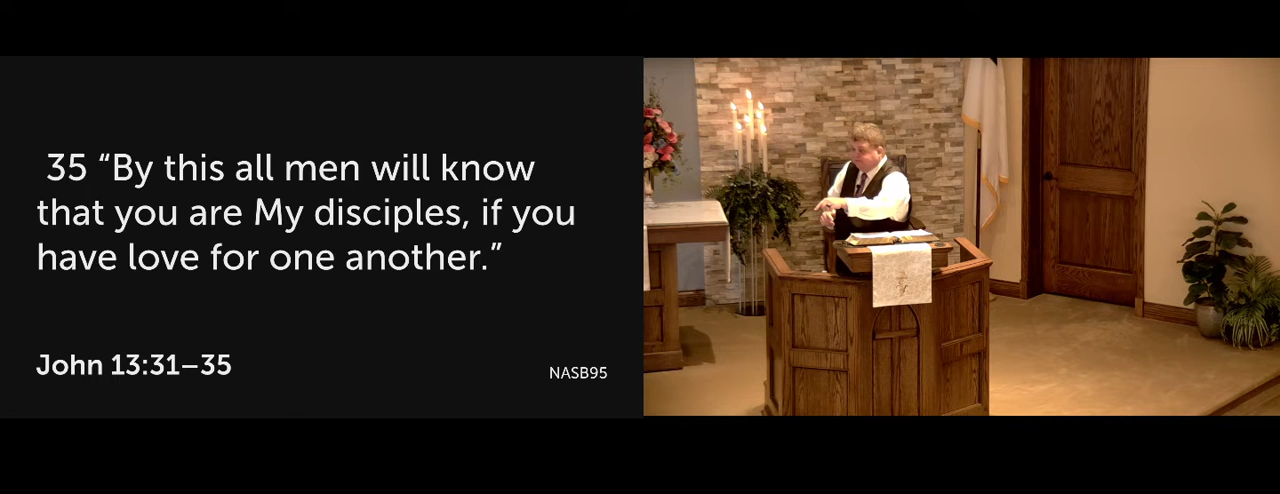 35 “By this all men will know
that you are My disciples, if you
have love for one another.”
John 13:31–35
NASB95